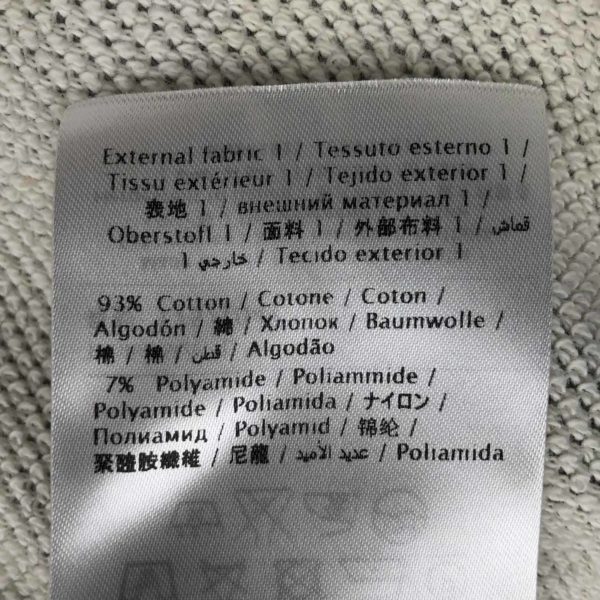 External fabric 1 / Tessuto esterno 1 /
Tissu extérieur 1 / Tejido exterior 1 /
表地 1 / внешний материал 1 /
Oberstoff 1 / 面料 1 / 外部布料 1 / قماش
خارجي 1 / Tecido exterior 1
93% Cotton / Cotone / Coton /
Algodón / 綿 / Хлопок / Baumwolle /
棉 / 棉 / قطن / Algodão
7% Polyamide / Poliammide /
Polyamide / Poliamida / ナイロン /
Полиамид / Polyamid / 锦纶 /
聚醯胺纖維 / 尼龍 / عديد الأميد / Poliamida